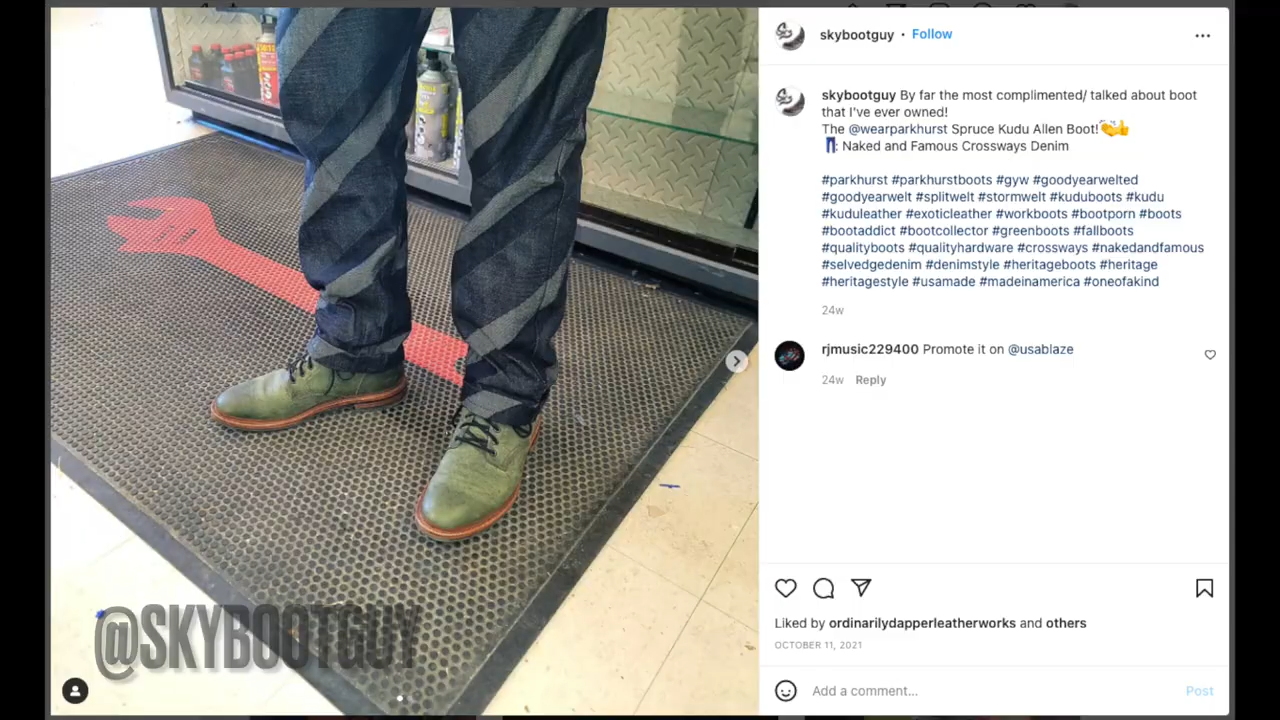 skybootguy • Follow
skybootguy By far the most complimented/ talked about boot
that I've ever owned!
The @wearparkhurst Spruce Kudu Allen Boot!👏👍
👖: Naked and Famous Crossways Denim
#parkhurst #parkhurstboots #gyw #goodyearwelted
#goodyearwelt #splitwelt #stormwelt #kuduboots #kudu
#kuduleather #exoticleather #workboots #bootporn #boots
#bootaddict #bootcollector #greenboots #fallboots
#qualityboots #qualityhardware #crossways #nakedandfamous
#selvedgedenim #denimstyle #heritageboots #heritage
#heritagestyle #usamade #madeinamerica #oneofakind
24w
rjmusic229400 Promote it on @usablaze
24w Reply
Liked by ordinarilydapperleatherworks and others
OCTOBER 11, 2021
Add a comment... Post
@SKYBOOTGUY